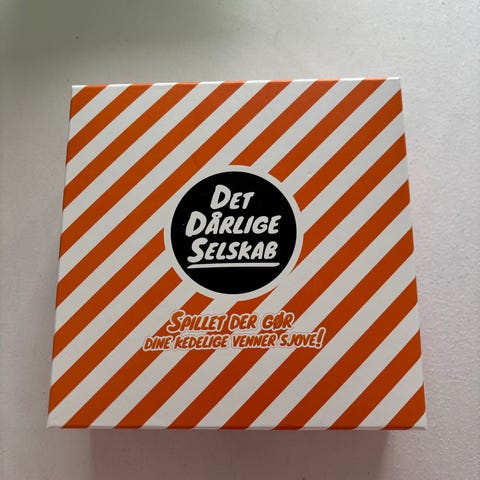 DET
DÅRLIGE
SELSKAB
SPILLET DER GØR
DINE KEDELIGE VENNER SJOVE!